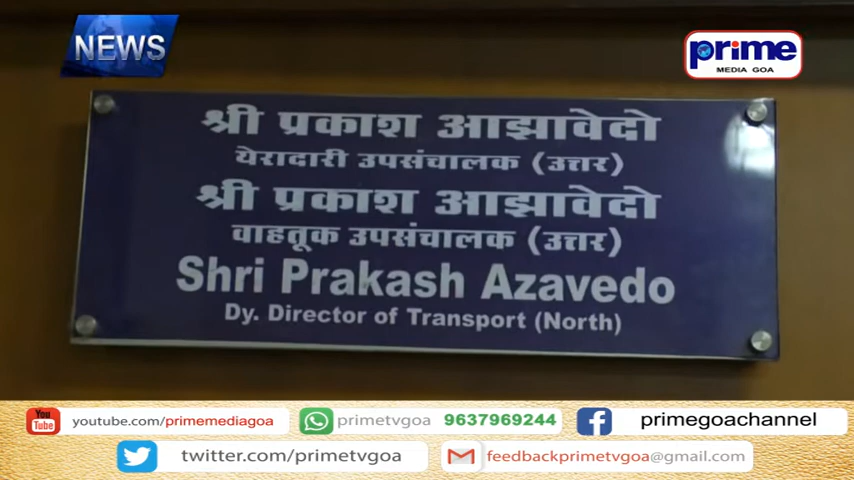 NEWS
prime
MEDIA GOA
श्री प्रकाश आझावेदो
येरादारी उपसंचालक (उत्तर)
श्री प्रकाश आझावेदो
वाहतूक उपसंचालक (उत्तर)
Shri Prakash Azavedo
Dy. Director of Transport (North)
You Tube youtube.com/primemediagoa primetvgoa 9637969244 f primegoachannel
twitter.com/primetvgoa feedbackprimetvgoa@gmail.com